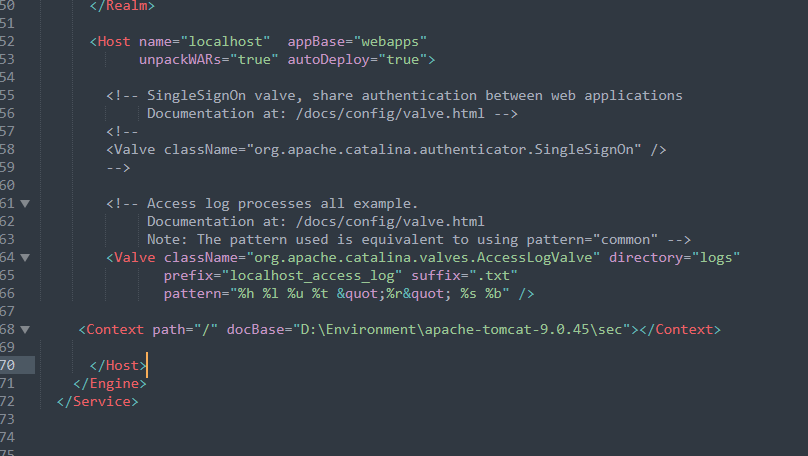 50 </Realm>
51
52 <Host name="localhost"  appBase="webapps"
53 unpackWARs="true" autoDeploy="true">
54
55 <!-- SingleSignOn valve, share authentication between web applications
56 Documentation at: /docs/config/valve.html -->
57 <!--
58 <Valve className="org.apache.catalina.authenticator.SingleSignOn" />
59 -->
60
61 <!-- Access log processes all example.
62 Documentation at: /docs/config/valve.html
63 Note: The pattern used is equivalent to using pattern="common" -->
64 <Valve className="org.apache.catalina.valves.AccessLogValve" directory="logs"
65 prefix="localhost_access_log" suffix=".txt"
66 pattern="%h %l %u %t &quot;%r&quot; %s %b" />
67
68 <Context path="/" docBase="D:\Environment\apache-tomcat-9.0.45\sec"></Context>
69
70 </Host>
71 </Engine>
72 </Service>
73
74
75